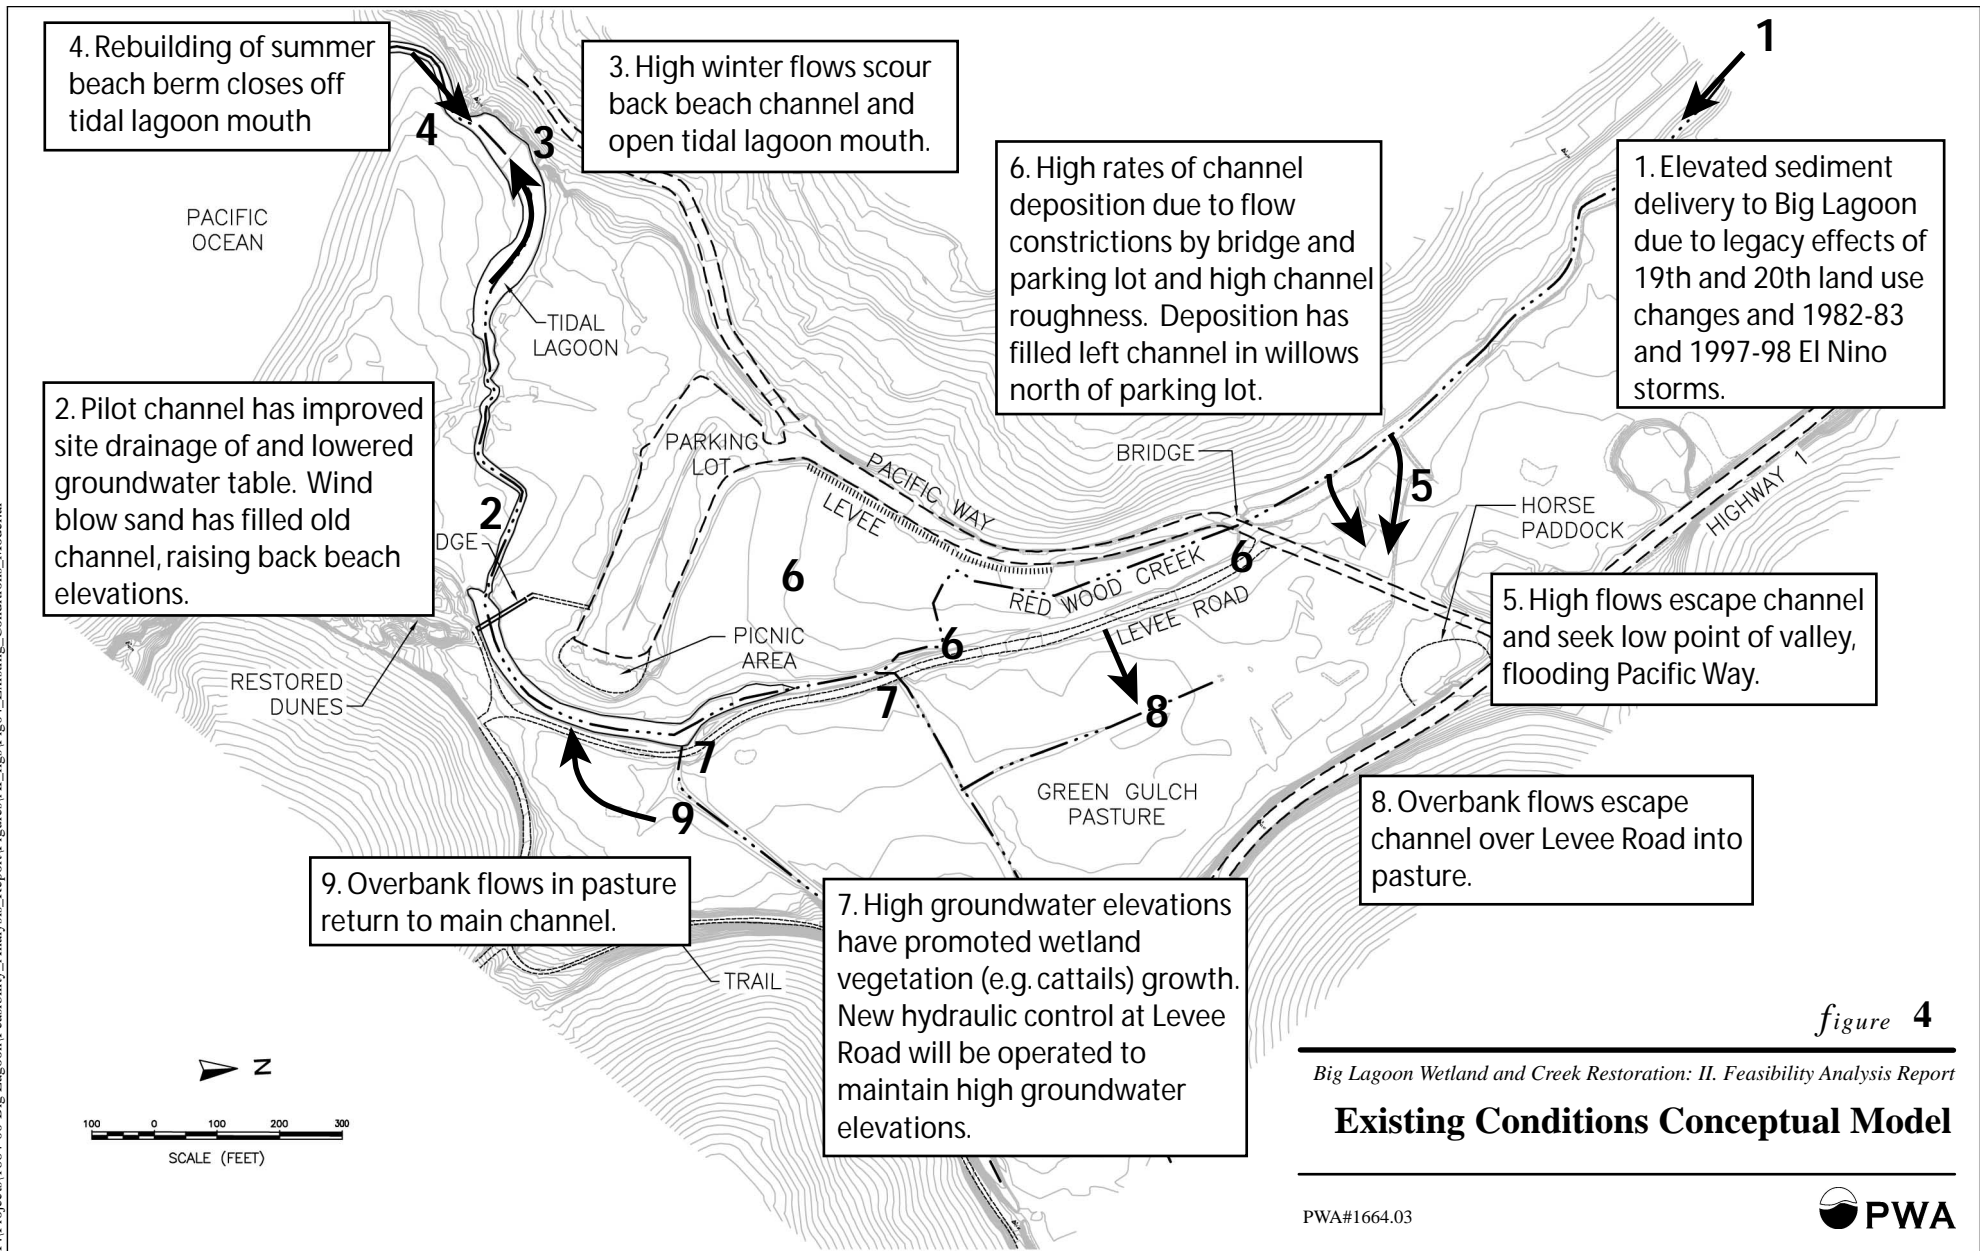 4. Rebuilding of summer
beach berm closes off
tidal lagoon mouth
3. High winter flows scour
back beach channel and
open tidal lagoon mouth.
6. High rates of channel
deposition due to flow
constrictions by bridge and
parking lot and high channel
roughness. Deposition has
filled left channel in willows
north of parking lot.
1
1. Elevated sediment
delivery to Big Lagoon
due to legacy effects of
19th and 20th land use
changes and 1982-83
and 1997-98 El Nino
storms.
4
3
PACIFIC
OCEAN
TIDAL
LAGOON
2. Pilot channel has improved
site drainage of and lowered
groundwater table. Wind
blow sand has filled old
channel, raising back beach
elevations.
2
DGE
PARKING
LOT
PACIFIC WAY
LEVEE
BRIDGE
5
HORSE
PADDOCK
HIGHWAY 1
6
6
RED WOOD CREEK
LEVEE ROAD
6
PICNIC
AREA
5. High flows escape channel
and seek low point of valley,
flooding Pacific Way.
RESTORED
DUNES
7
8
7
9
GREEN GULCH
PASTURE
8. Overbank flows escape
channel over Levee Road into
pasture.
9. Overbank flows in pasture
return to main channel.
7. High groundwater elevations
have promoted wetland
vegetation (e.g. cattails) growth.
New hydraulic control at Levee
Road will be operated to
maintain high groundwater
elevations.
TRAIL
N
100 0 100 200 300
SCALE (FEET)
figure 4
Big Lagoon Wetland and Creek Restoration: II. Feasibility Analysis Report
Existing Conditions Conceptual Model
PWA#1664.03
PWA